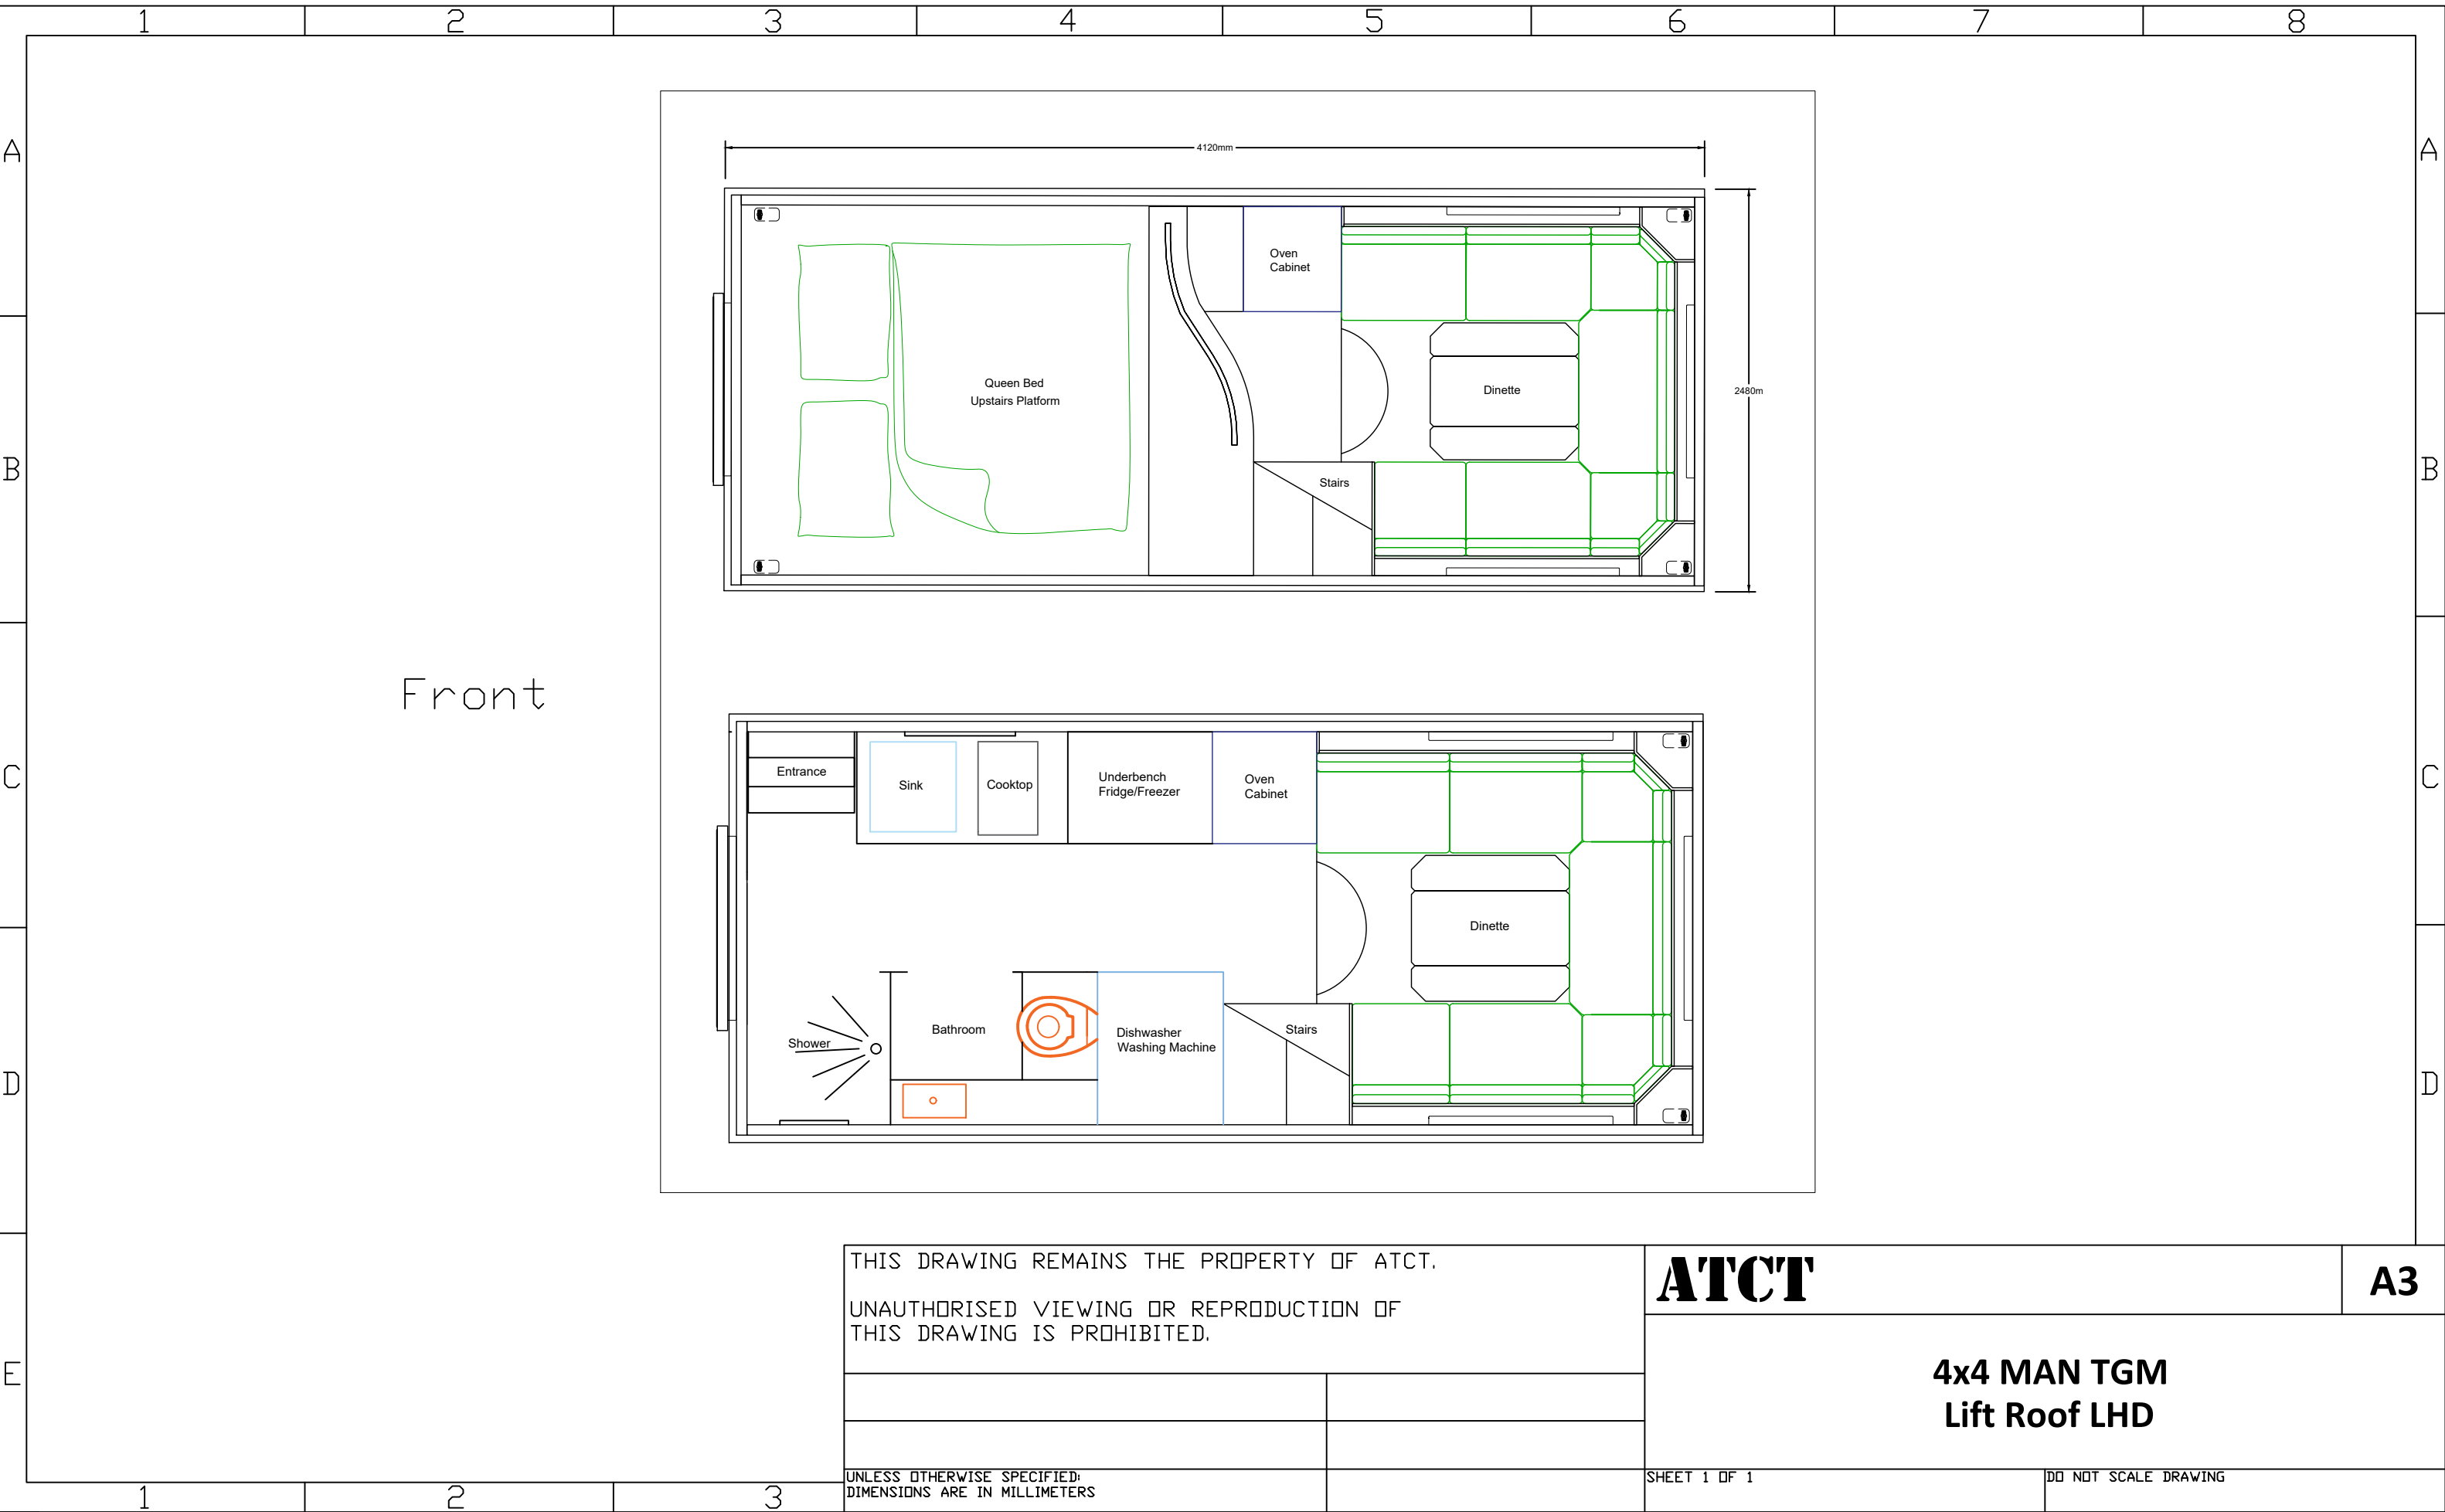 1 2 3 4 5 6 7 8
A A
4120mm
Oven
Cabinet
Queen Bed
Upstairs Platform
Dinette
2480m
Stairs
B B
Front
C C
Entrance
Sink
Cooktop
Underbench
Fridge/Freezer
Oven
Cabinet
Dinette
Shower
Bathroom
Dishwasher
Washing Machine
Stairs
D D
THIS DRAWING REMAINS THE PROPERTY OF ATCT.
UNAUTHORISED VIEWING OR REPRODUCTION OF
THIS DRAWING IS PROHIBITED.
ATCT
A3
E
4x4 MAN TGM
Lift Roof LHD
UNLESS OTHERWISE SPECIFIED:
DIMENSIONS ARE IN MILLIMETERS
SHEET 1 OF 1
DO NOT SCALE DRAWING
1 2 3